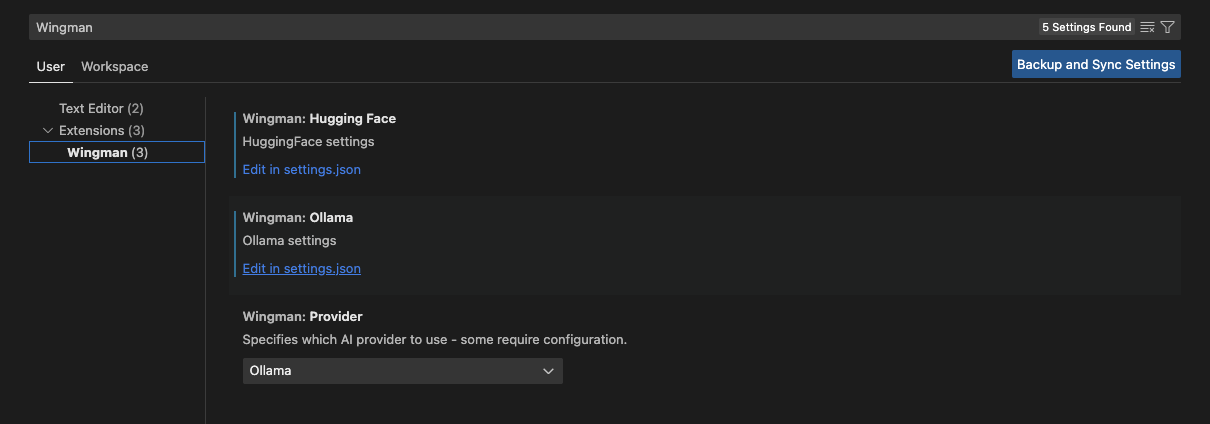 Wingman
5 Settings Found
User
Workspace
Backup and Sync Settings
Text Editor (2)
Extensions (3)
Wingman (3)
Wingman: Hugging Face
HuggingFace settings
Edit in settings.json
Wingman: Ollama
Ollama settings
Edit in settings.json
Wingman: Provider
Specifies which AI provider to use - some require configuration.
Ollama